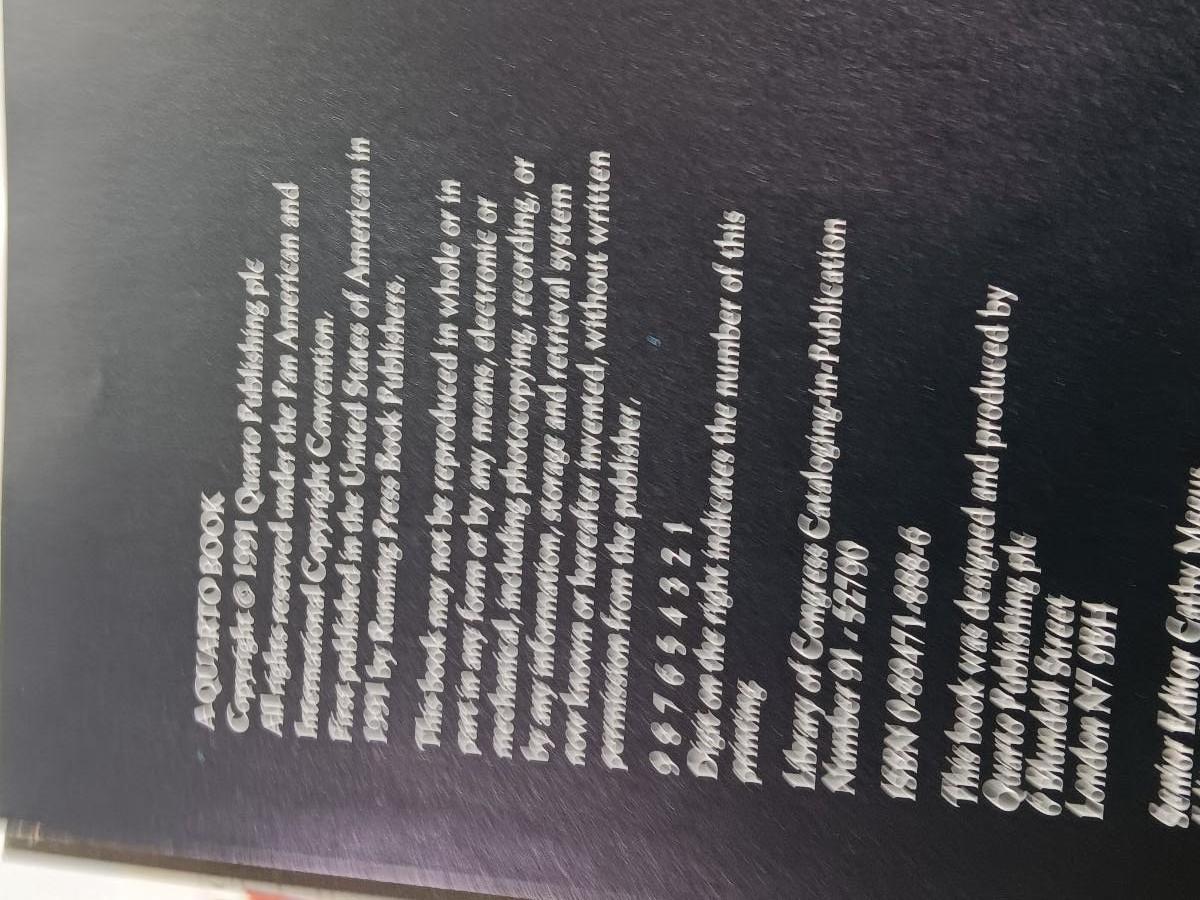 A QUARTO BOOK
Copyright © 1991 Quarto Publishing plc
All rights reserved under the Pan American and
International Copyright Convention.
First published in the United States of American in
1991 by Running Press Book Publishers.
This book may not be reproduced in whole or in
part in any form or by any means, electronic or
mechanical, including photocopying, recording, or
by any information, storage and retrieval system
now known or hereafter invented, without written
permission from the publisher.
9 8 7 6 5 4 3 2 1
Digit on the right indicates the number of this
printing
Library of Congress Cataloging-in-Publication
Number 91 - 52790
ISBN 0-89471-888-6
This book was designed and produced by
Quarto Publishing plc
6 Blundell Street
London N7 9BH
Senior Editor Cathy